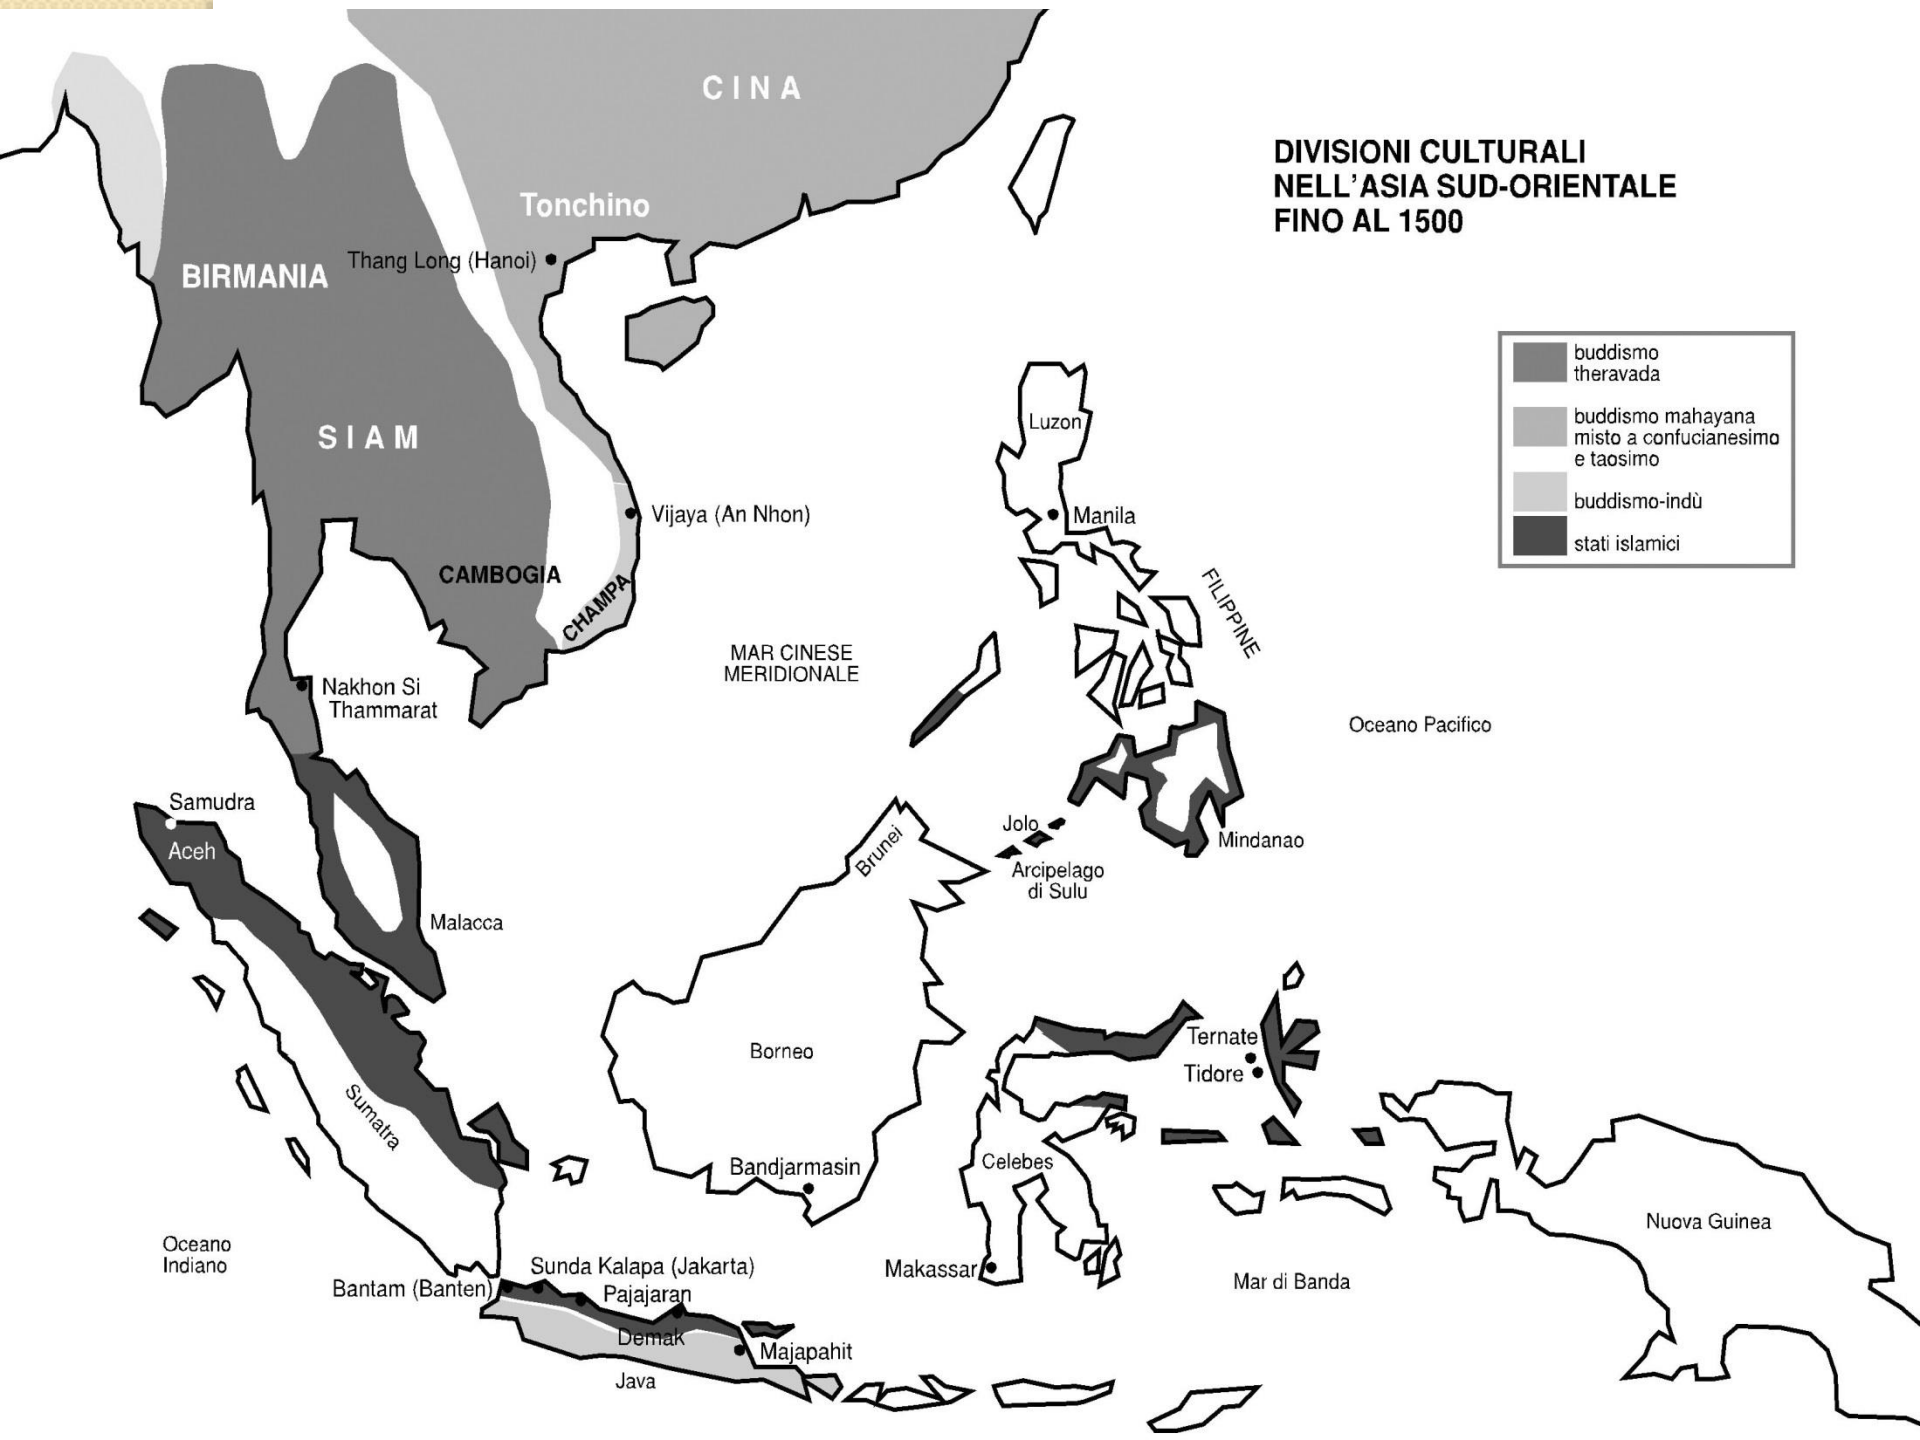 CINA
DIVISIONI CULTURALI
NELL'ASIA SUD-ORIENTALE
FINO AL 1500
Tonchino
Thang Long (Hanoi)
BIRMANIA
buddismo
theravada
buddismo mahayana
misto a confucianesimo
e taosimo
buddismo-indù
stati islamici
SIAM
Luzon
Vijaya (An Nhon)
Manila
CAMBOGIA
CHAMPA
FILIPPINE
MAR CINESE
MERIDIONALE
Nakhon Si
Thammarat
Oceano Pacifico
Samudra
Aceh
Jolo
Brunei
Mindanao
Arcipelago
di Sulu
Malacca
Borneo
Ternate
Tidore
Sumatra
Bandjarmasin
Celebes
Nuova Guinea
Oceano
Indiano
Sunda Kalapa (Jakarta)
Makassar
Mar di Banda
Bantam (Banten)
Pajajaran
Demak
Majapahit
Java